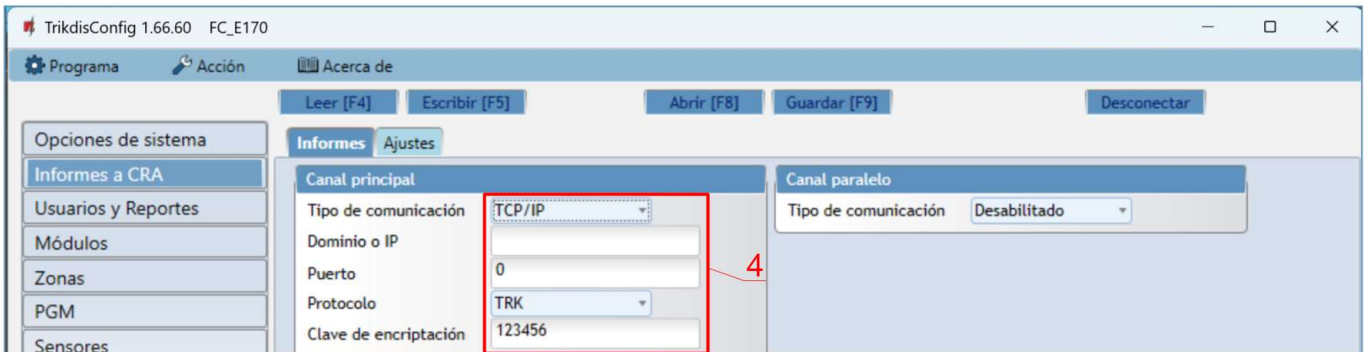 TrikdisConfig 1.66.60 FC_E170
Programa Acción Acerca de
Leer [F4] Escribir [F5] Abrir [F8] Guardar [F9] Desconectar
Opciones de sistema
Informes a CRA
Usuarios y Reportes
Módulos
Zonas
PGM
Sensores
Informes Ajustes
Canal principal
Tipo de comunicación TCP/IP
Dominio o IP
Puerto 0
Protocolo TRK
Clave de encriptación 123456
4
Canal paralelo
Tipo de comunicación Desabilitado